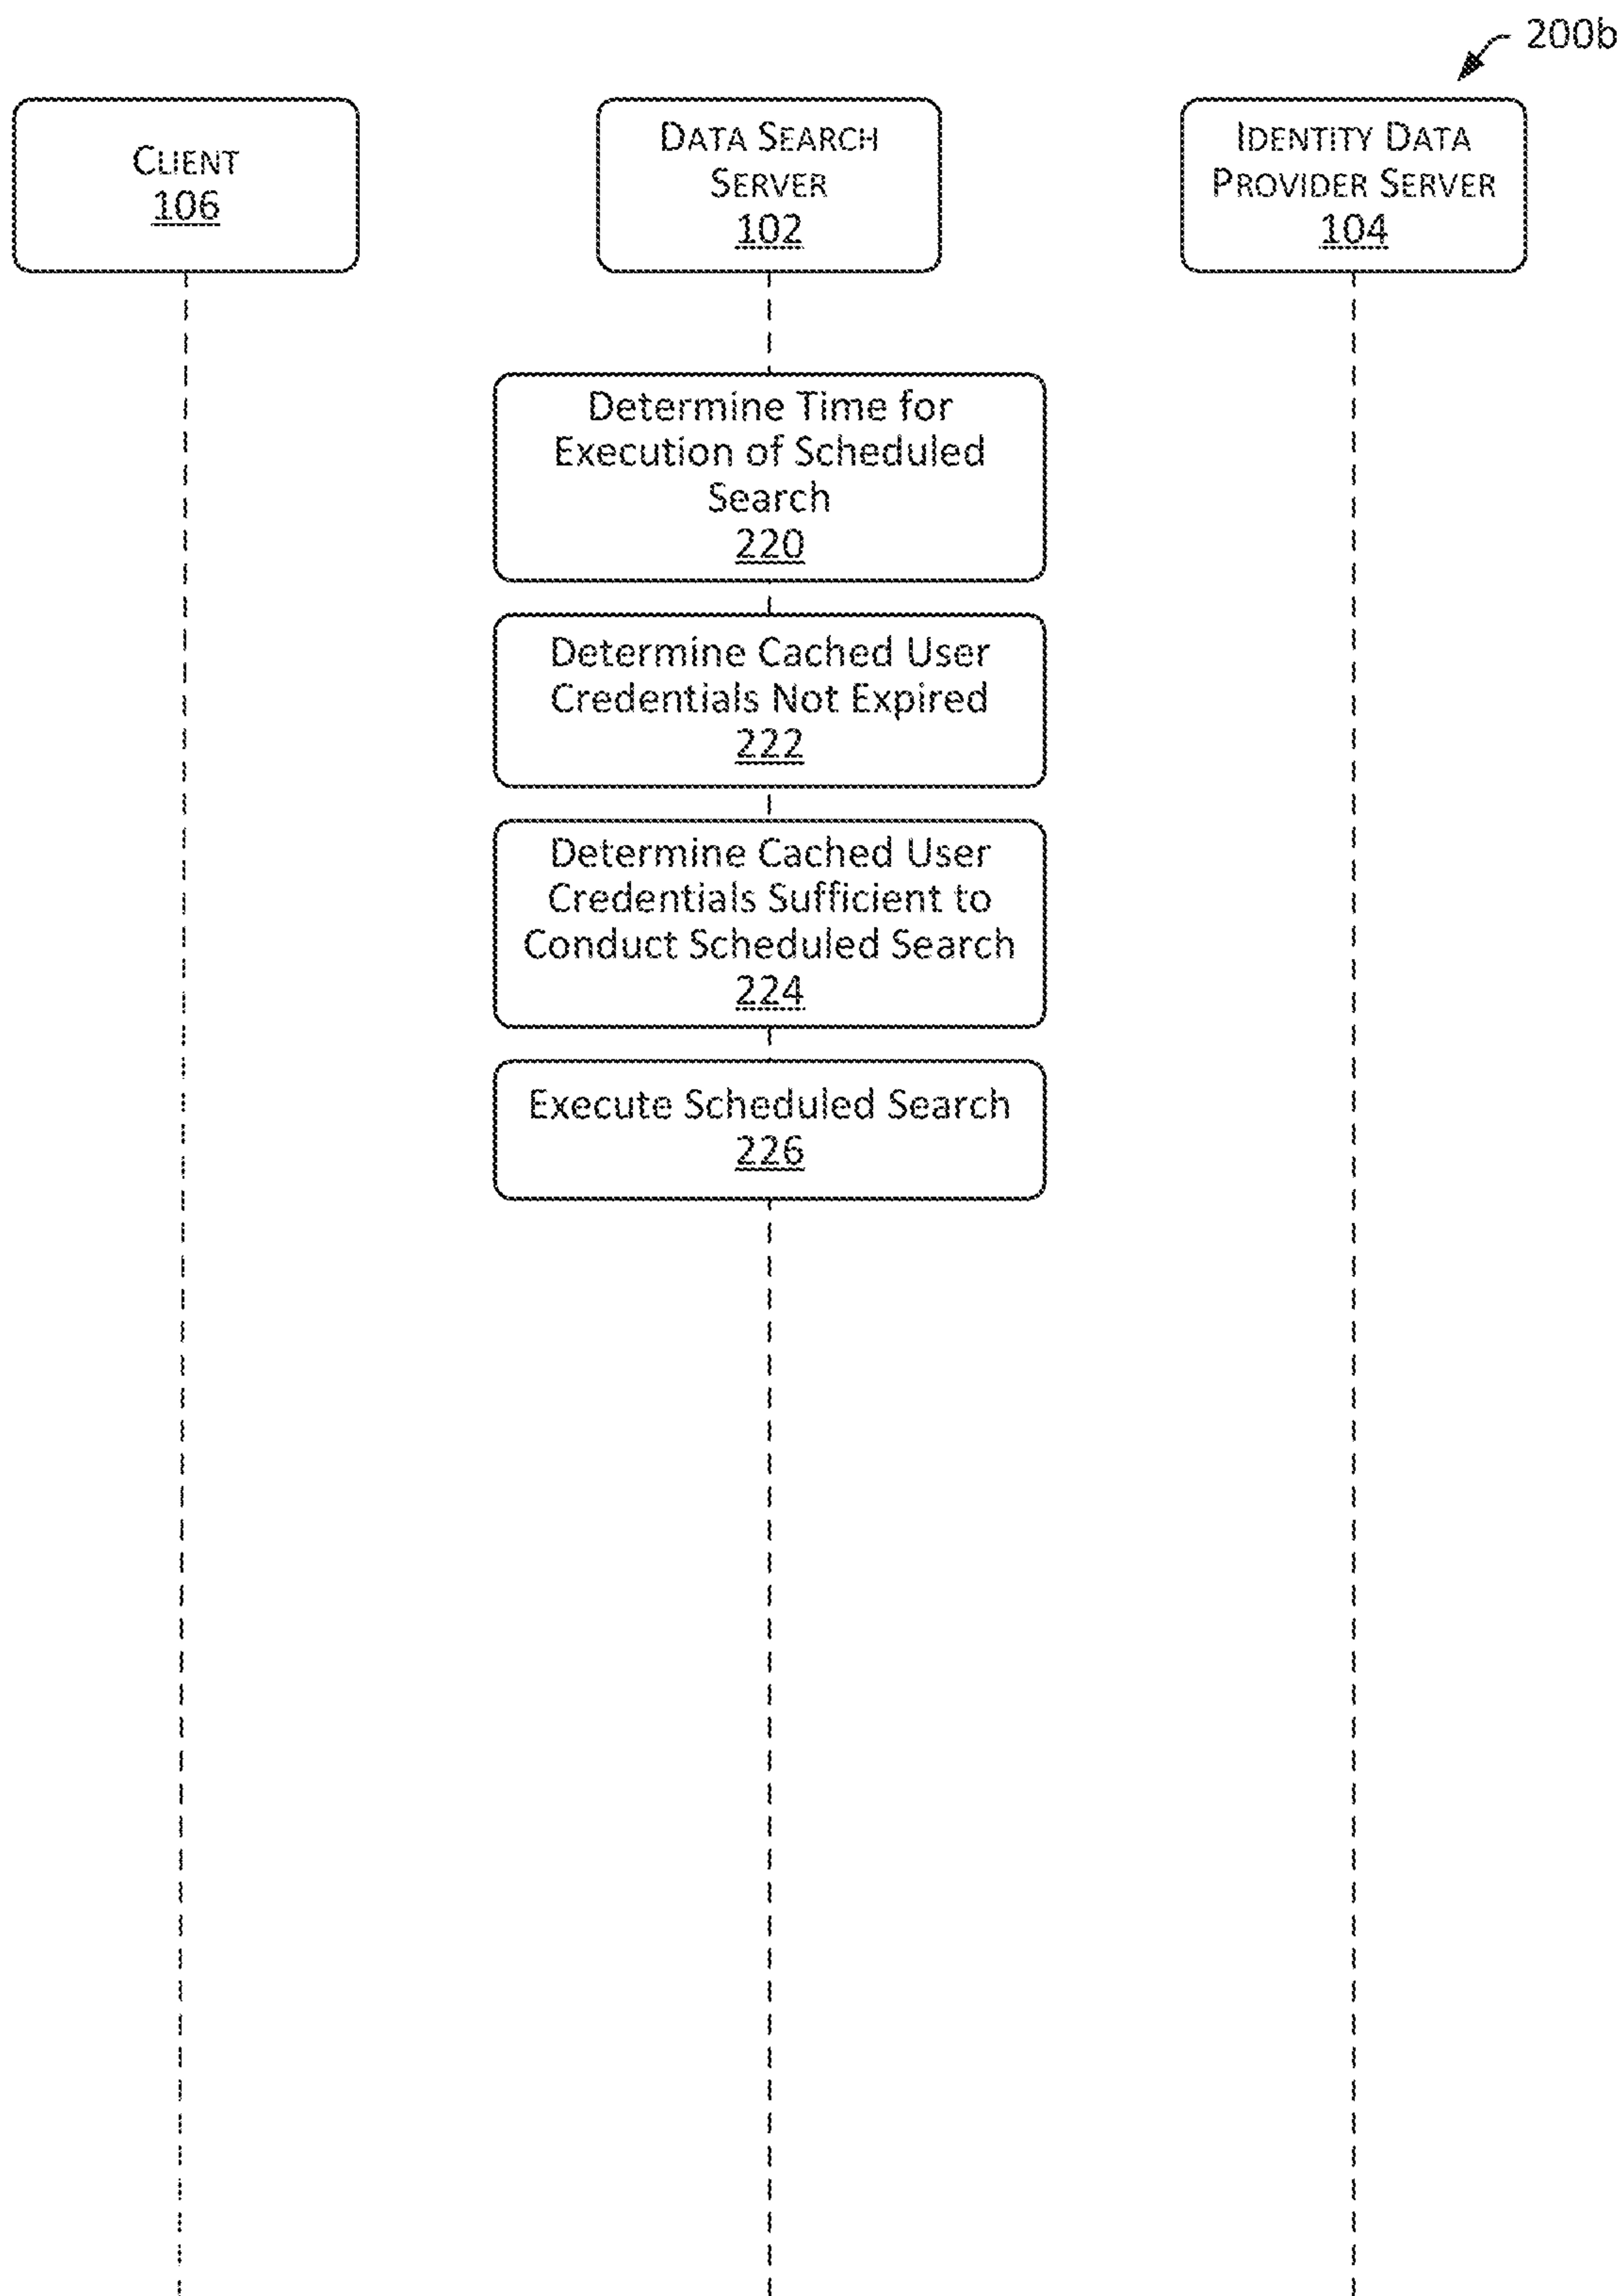 200b
CLIENT
106
DATA SEARCH
SERVER
102
IDENTITY DATA
PROVIDER SERVER
104
Determine Time for
Execution of Scheduled
Search
220
Determine Cached User
Credentials Not Expired
222
Determine Cached User
Credentials Sufficient to
Conduct Scheduled Search
224
Execute Scheduled Search
226